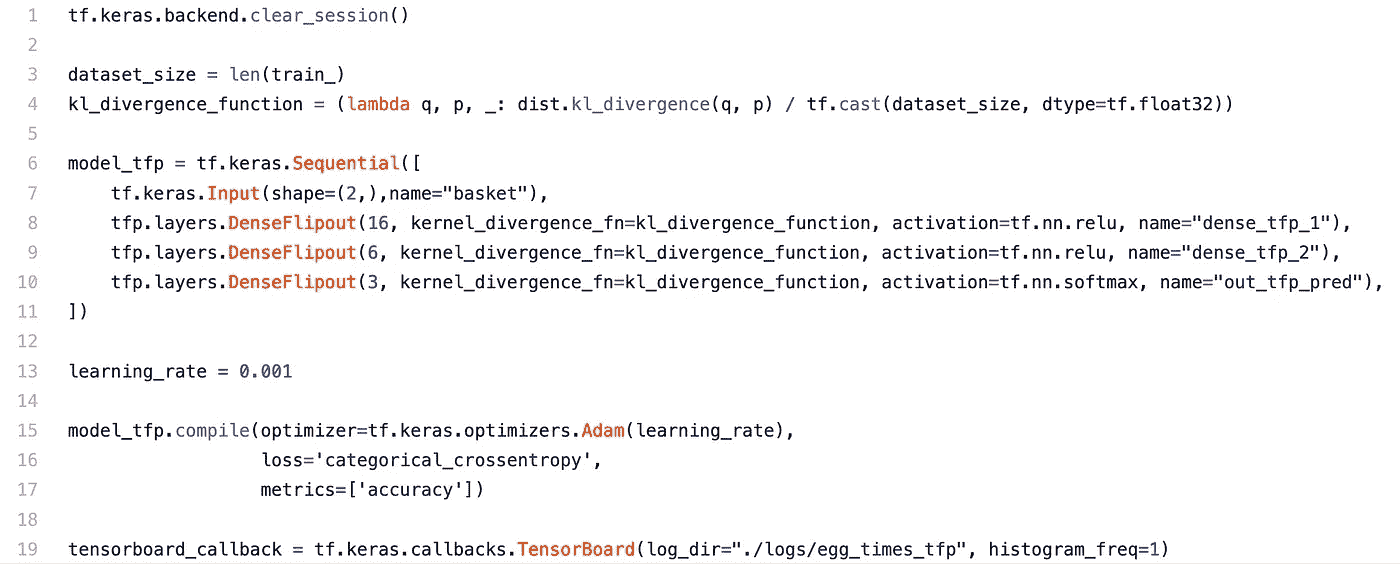 1 tf.keras.backend.clear_session()
2
3 dataset_size = len(train_)
4 kl_divergence_function = (lambda q, p, _: dist.kl_divergence(q, p) / tf.cast(dataset_size, dtype=tf.float32))
5
6 model_tfp = tf.keras.Sequential([
7     tf.keras.Input(shape=(2,),name="basket"),
8     tfp.layers.DenseFlipout(16, kernel_divergence_fn=kl_divergence_function, activation=tf.nn.relu, name="dense_tfp_1"),
9     tfp.layers.DenseFlipout(6, kernel_divergence_fn=kl_divergence_function, activation=tf.nn.relu, name="dense_tfp_2"),
10     tfp.layers.DenseFlipout(3, kernel_divergence_fn=kl_divergence_function, activation=tf.nn.softmax, name="out_tfp_pred"),
11 ])
12
13 learning_rate = 0.001
14
15 model_tfp.compile(optimizer=tf.keras.optimizers.Adam(learning_rate),
16                   loss='categorical_crossentropy',
17                   metrics=['accuracy'])
18
19 tensorboard_callback = tf.keras.callbacks.TensorBoard(log_dir="./logs/egg_times_tfp", histogram_freq=1)